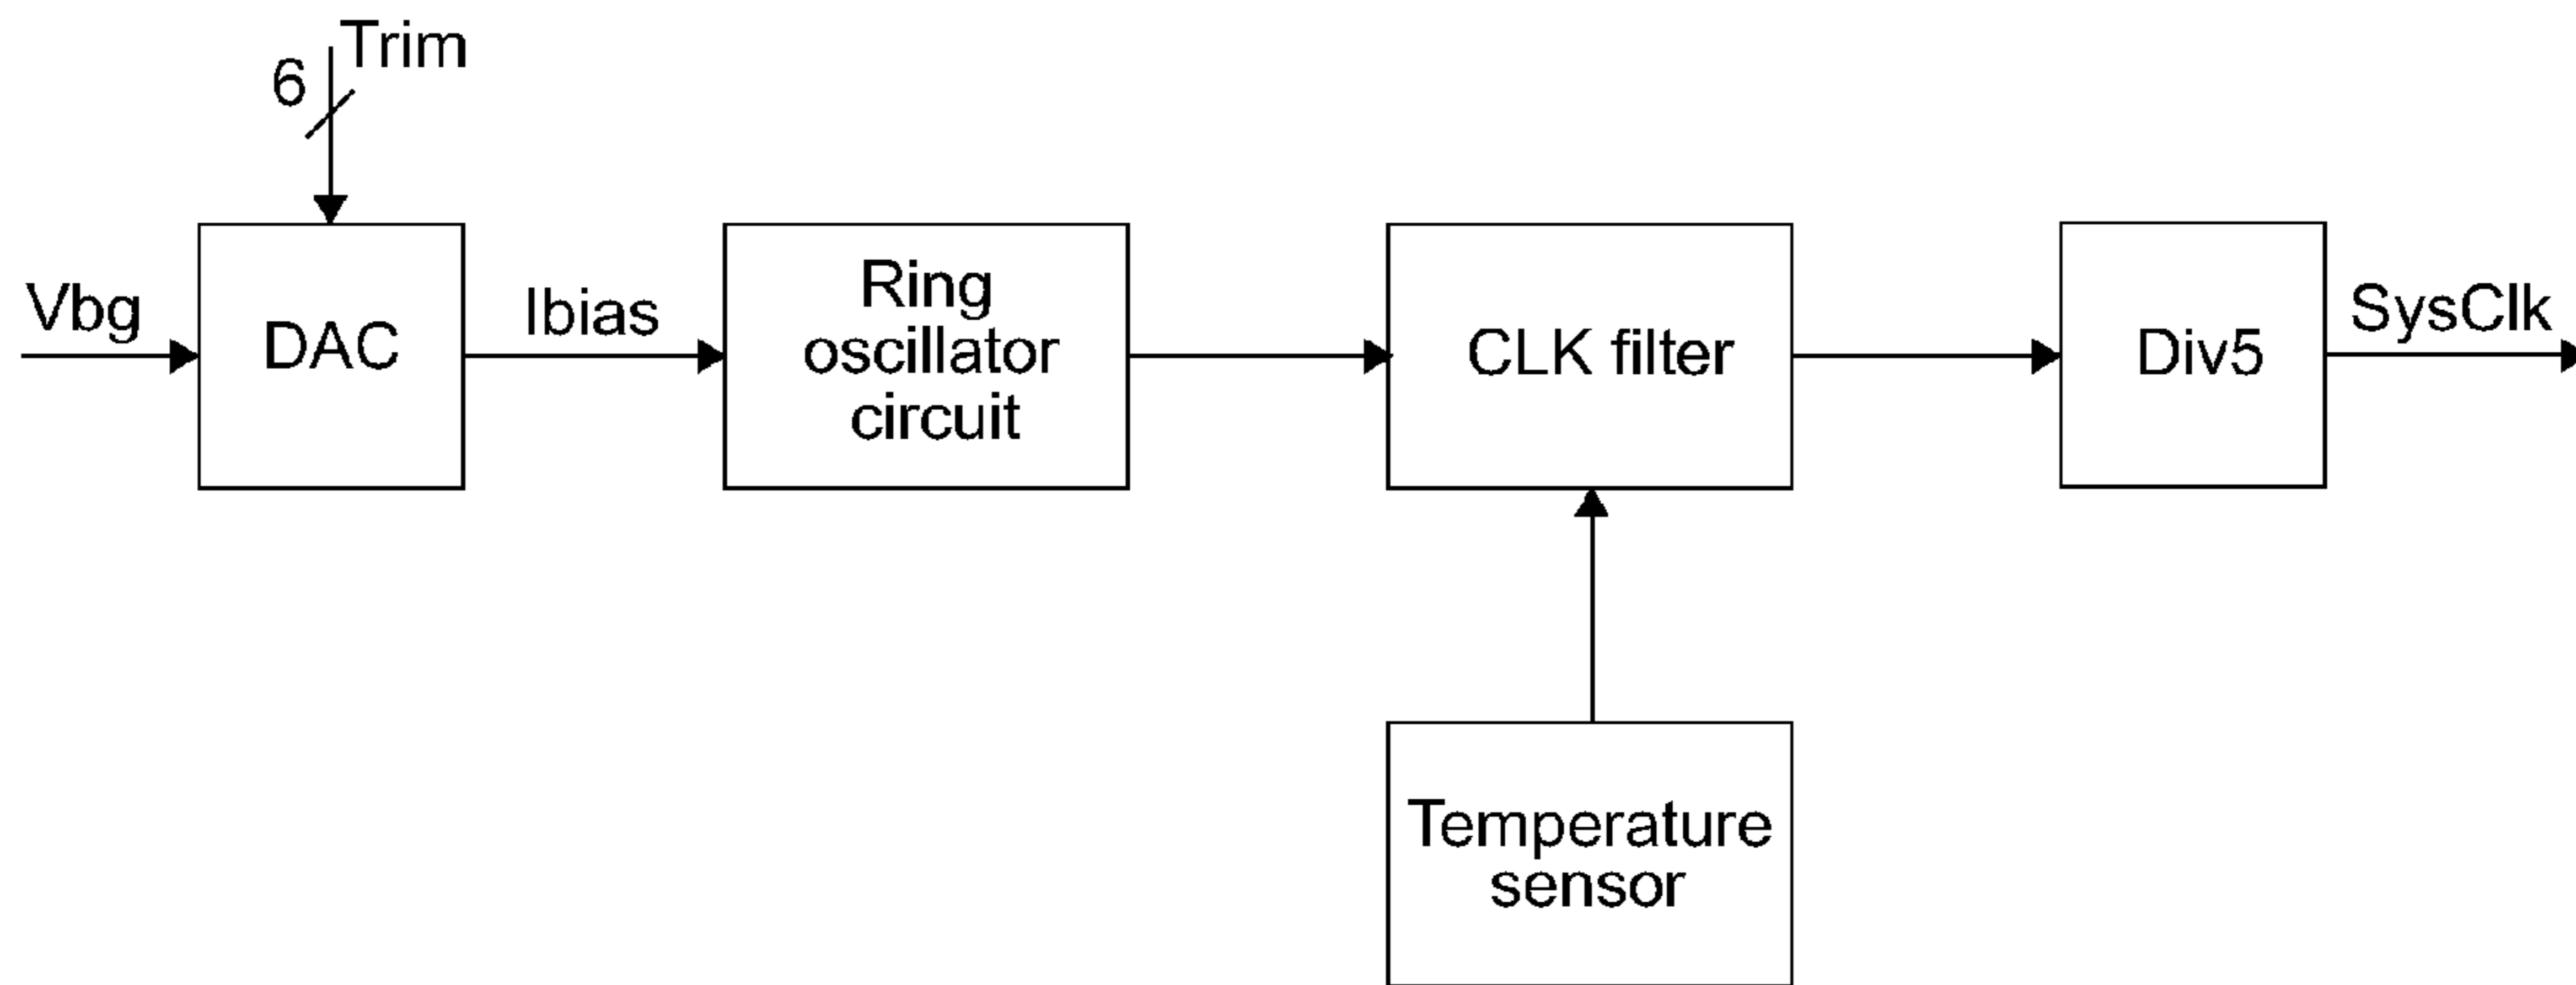 Trim
6
Vbg
DAC
Ibias
Ring
oscillator
circuit
CLK filter
Div5
SysClk
Temperature
sensor